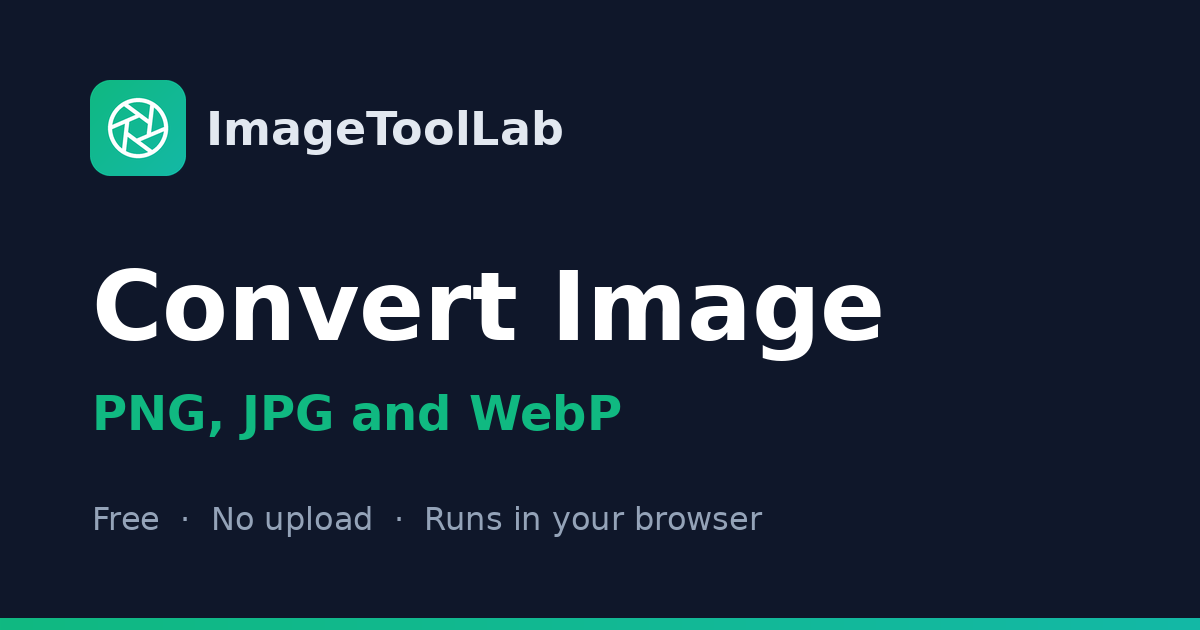 ImageToolLab
Convert Image
PNG, JPG and WebP
Free · No upload · Runs in your browser